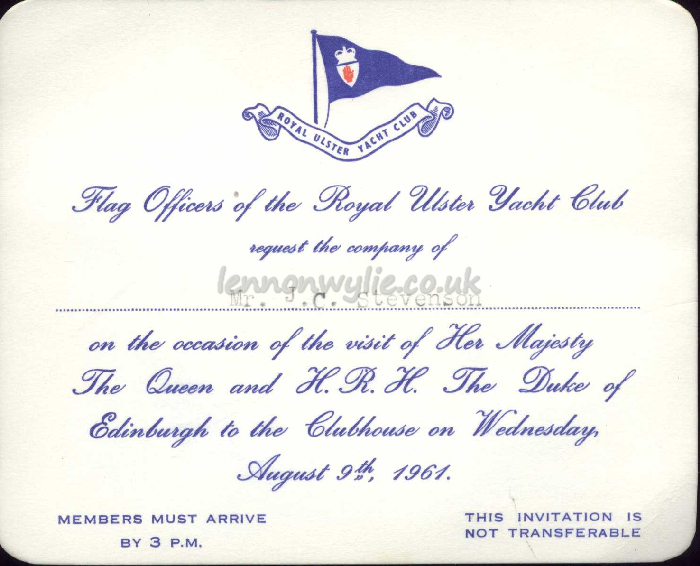 ROYAL ULSTER YACHT CLUB
Flag Officers of the Royal Ulster Yacht Club
request the company of
lennonwylie.co.uk
Mr. J.C. Stevenson
on the occasion of the visit of Her Majesty
The Queen and H.R.H. The Duke of
Edinburgh to the Clubhouse on Wednesday,
August 9th, 1961.
MEMBERS MUST ARRIVE
BY 3 P.M.
THIS INVITATION IS
NOT TRANSFERABLE